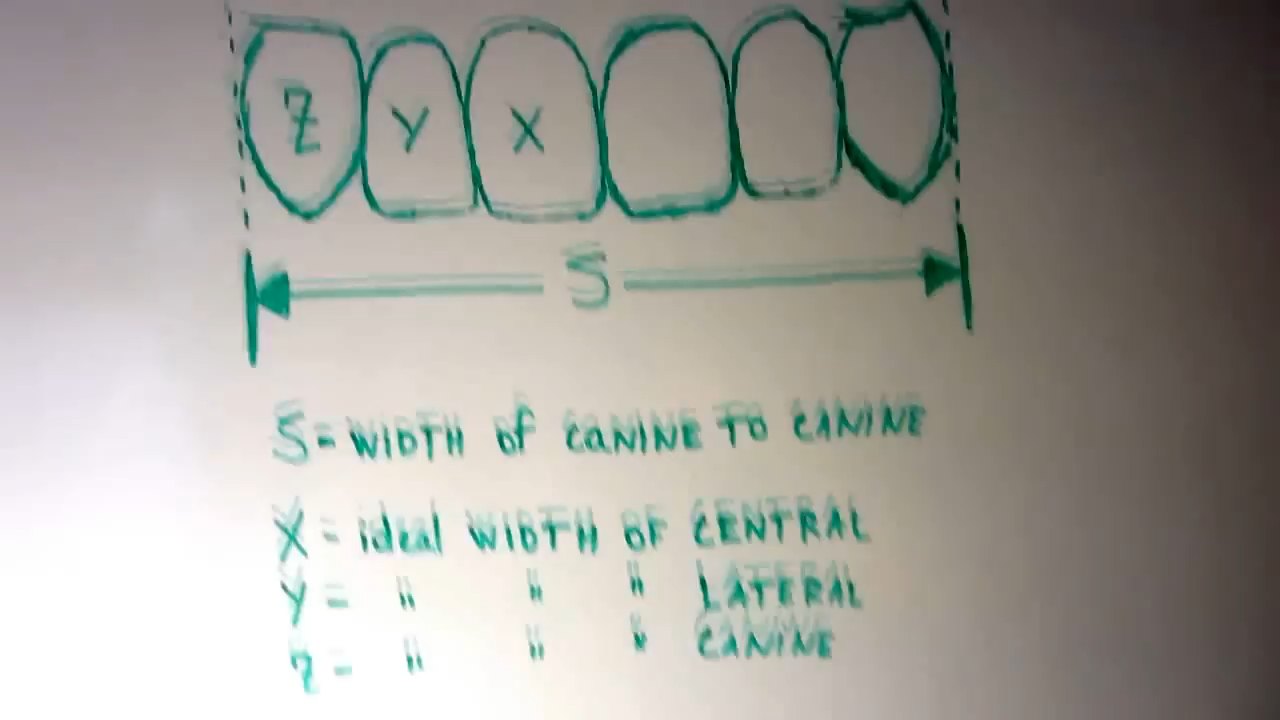 Z Y X
S
S = WIDTH Of CANINE TO CANINE
X = ideal WIDTH OF CENTRAL
Y = " " " LATERAL
Z = " " " CANINE